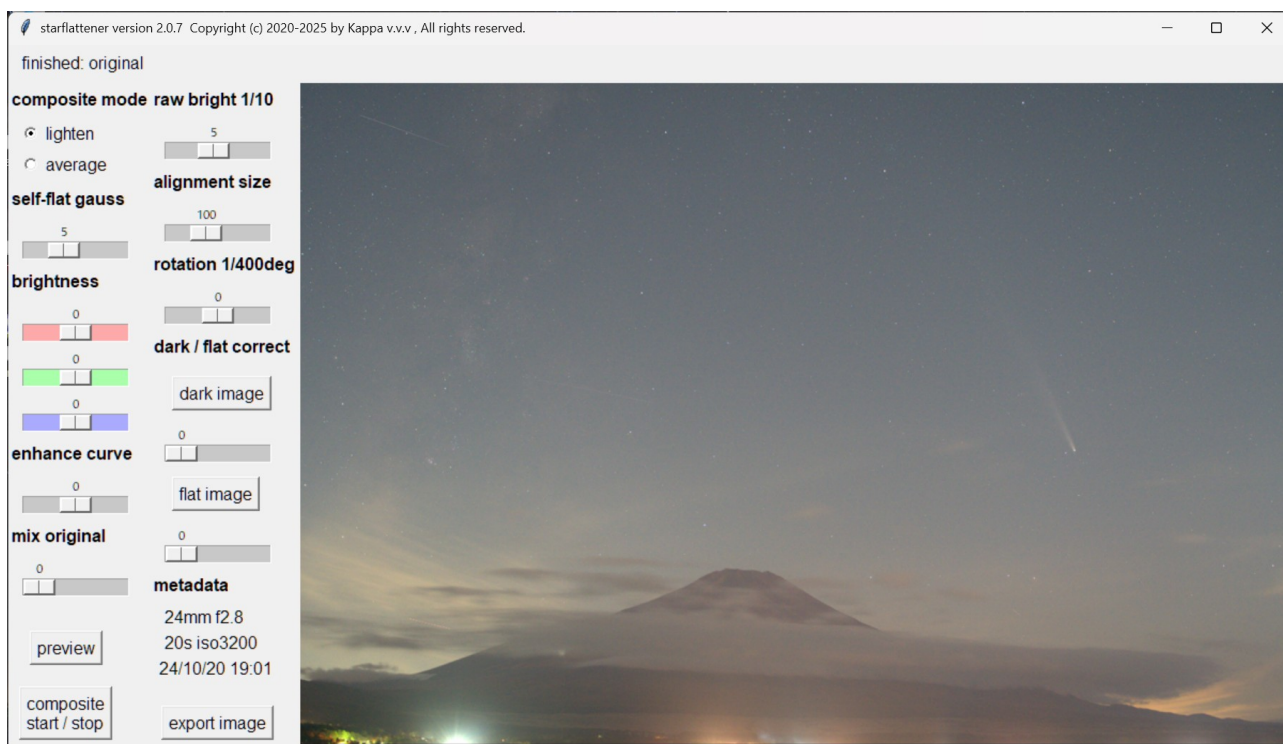 starflattener version 2.0.7 Copyright (c) 2020-2025 by Kappa v.v.v , All rights reserved.
finished: original
composite mode
lighten
average
self-flat gauss
5
brightness
0
0
0
enhance curve
0
mix original
0
preview
composite
start / stop
raw bright 1/10
5
alignment size
100
rotation 1/400deg
0
dark / flat correct
dark image
0
flat image
0
metadata
24mm f2.8
20s iso3200
24/10/20 19:01
export image